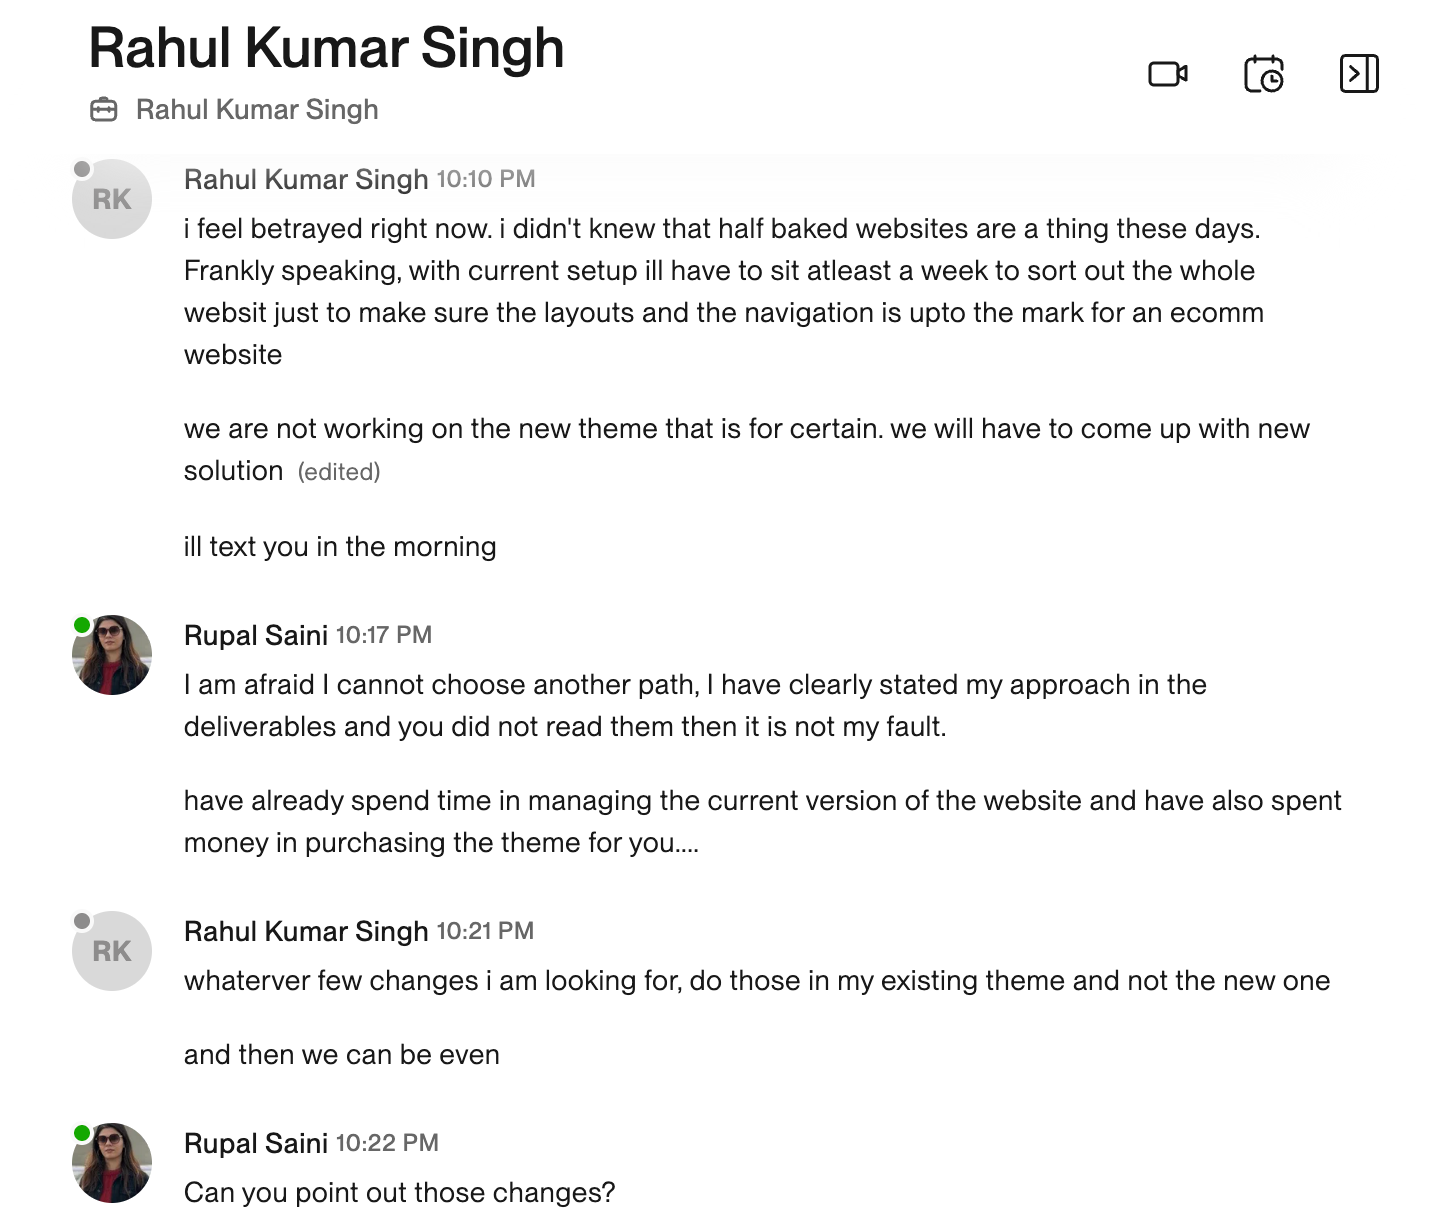 Rahul Kumar Singh
Rahul Kumar Singh
RK
Rahul Kumar Singh 10:10 PM
i feel betrayed right now. i didn't knew that half baked websites are a thing these days.
Frankly speaking, with current setup ill have to sit atleast a week to sort out the whole
websit just to make sure the layouts and the navigation is upto the mark for an ecomm
website
we are not working on the new theme that is for certain. we will have to come up with new
solution (edited)
ill text you in the morning
Rupal Saini 10:17 PM
I am afraid I cannot choose another path, I have clearly stated my approach in the
deliverables and you did not read them then it is not my fault.
have already spend time in managing the current version of the website and have also spent
money in purchasing the theme for you....
RK
Rahul Kumar Singh 10:21 PM
whaterver few changes i am looking for, do those in my existing theme and not the new one
and then we can be even
Rupal Saini 10:22 PM
Can you point out those changes?